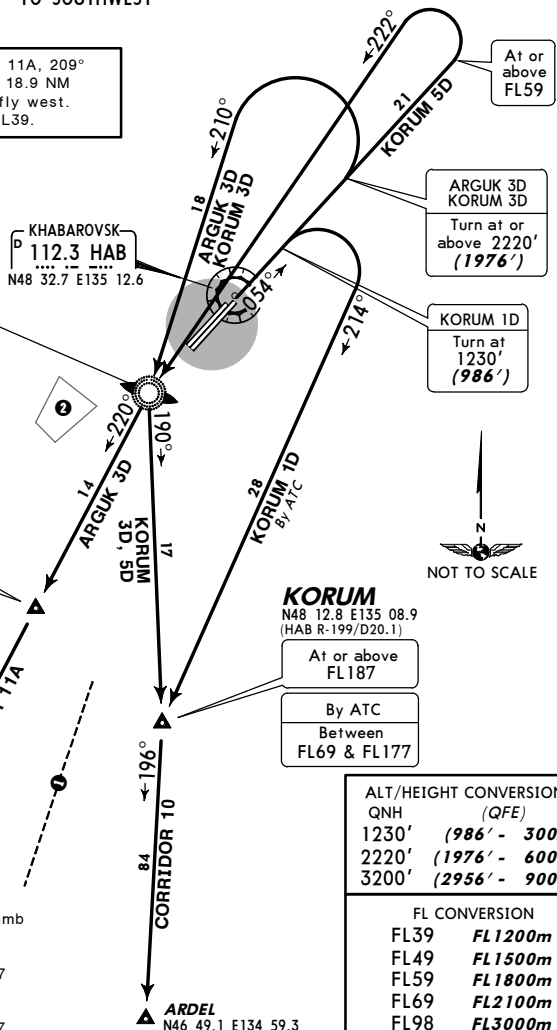 TO SOUTHWEST
11A, 209°
18.9 NM
fly west.
L39.
←222°
At or
above
FL59
21
KORUM 5D
←210°
18
ARGUK 3D
KORUM 3D
ARGUK 3D
KORUM 3D
Turn at or
above 2220'
(1976')
KHABAROVSK
D 112.3 HAB
N48 32.7 E135 12.6
054°→
←214°
KORUM 1D
Turn at
1230'
(986')
2
←220°
190°→
14
ARGUK 3D
KORUM
3D, 5D
17
28
KORUM 1D
By ATC
N
NOT TO SCALE
KORUM
N48 12.8 E135 08.9
(HAB R-199/D20.1)
At or above
FL187
By ATC
Between
FL69 & FL177
11A
1
←196°
84
CORRIDOR 10
ALT/HEIGHT CONVERSION
QNH (QFE)
1230' (986' - 300
2220' (1976' - 600
3200' (2956' - 900
FL CONVERSION
FL39 FL1200m
FL49 FL1500m
FL59 FL1800m
FL69 FL2100m
FL98 FL3000m
mb
7
7
ARDEL
N46 49.1 E134 59.3